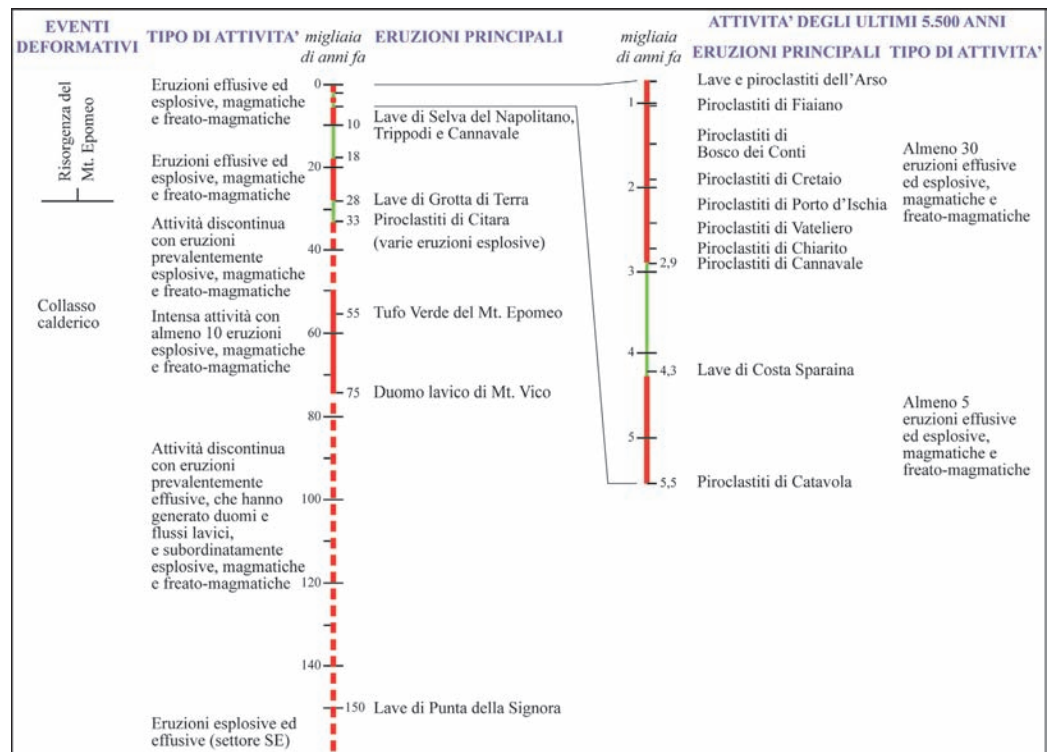 EVENTI
DEFORMATIVI
TIPO DI ATTIVITA'
migliaia
di anni fa
ERUZIONI PRINCIPALI
Risorgenza del
Mt. Epomeo
Collasso
calderico
Eruzioni effusive ed
esplosive, magmatiche
e freato-magmatiche
Eruzioni effusive ed
esplosive, magmatiche
e freato-magmatiche
Attività discontinua
con eruzioni
prevalentemente
esplosive, magmatiche
e freato-magmatiche
Intensa attività con
almeno 10 eruzioni
esplosive, magmatiche
e freato-magmatiche
Attività discontinua
con eruzioni
prevalentemente
effusive, che hanno
generato duomi e
flussi lavici,
e subordinatamente
esplosive, magmatiche
e freato-magmatiche
Eruzioni esplosive ed
effusive (settore SE)
0
10
18
20
28
33
40
55
60
75
80
100
120
140
150
Lave di Selva del Napolitano,
Trippodi e Cannavale
Lave di Grotta di Terra
Piroclastiti di Citara
(varie eruzioni esplosive)
Tufo Verde del Mt. Epomeo
Duomo lavico di Mt. Vico
Lave di Punta della Signora
ATTIVITA' DEGLI ULTIMI 5.500 ANNI
migliaia
di anni fa
ERUZIONI PRINCIPALI
TIPO DI ATTIVITA'
1
2
2,9
3
4
4,3
5
5,5
Lave e piroclastiti dell'Arso
Piroclastiti di Fiaiano
Piroclastiti di
Bosco dei Conti
Piroclastiti di Cretaio
Piroclastiti di Porto d'Ischia
Piroclastiti di Vateliero
Piroclastiti di Chiarito
Piroclastiti di Cannavale
Lave di Costa Sparaina
Piroclastiti di Catavola
Almeno 30
eruzioni effusive
ed esplosive,
magmatiche e
freato-magmatiche
Almeno 5
eruzioni effusive
ed esplosive,
magmatiche e
freato-magmatiche